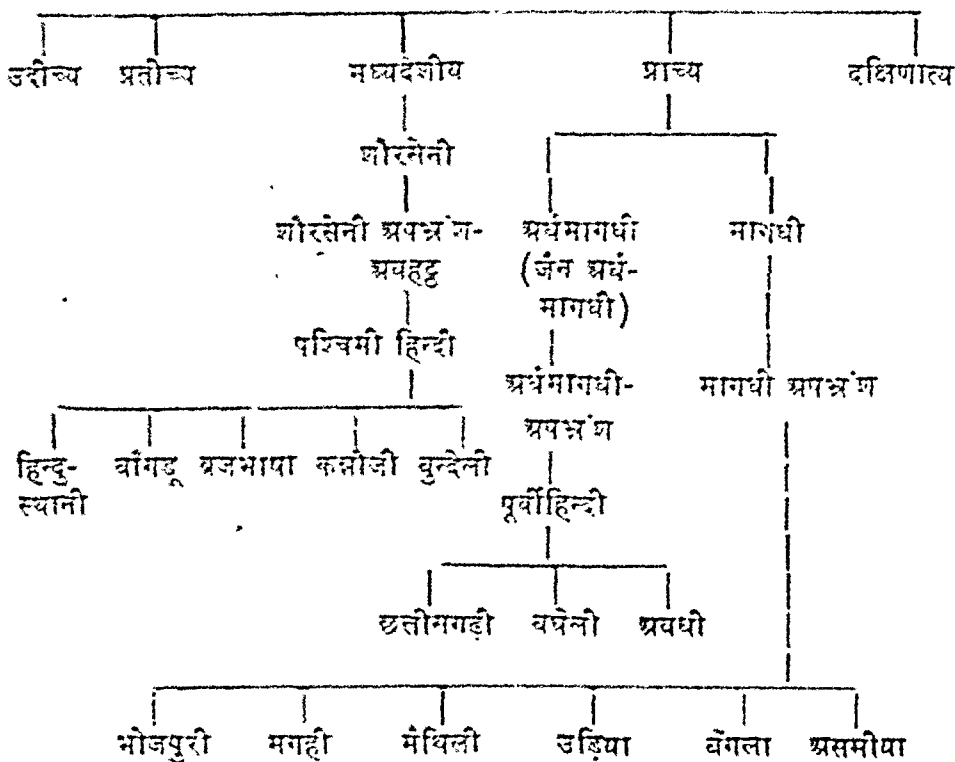 उदीच्य प्रतीच्य मध्यदेशीय प्राच्य दक्षिणात्य
शौरसेनी
शौरसेनी अपभ्रंश- अर्धमागधी मागधी
अवहट्ठ (जैन अर्ध-
मागधी)
पश्चिमी हिन्दी
अर्धमागधी- मागधी अपभ्रंश
अपभ्रंश
हिन्दु- बाँगडू ब्रजभाषा कन्नौजी बुन्देली
स्थानी
पूर्वीहिन्दी
छत्तीसगढ़ी बघेली अवधी
भोजपुरी मगही मैथिली उड़िया बँगला असमीया